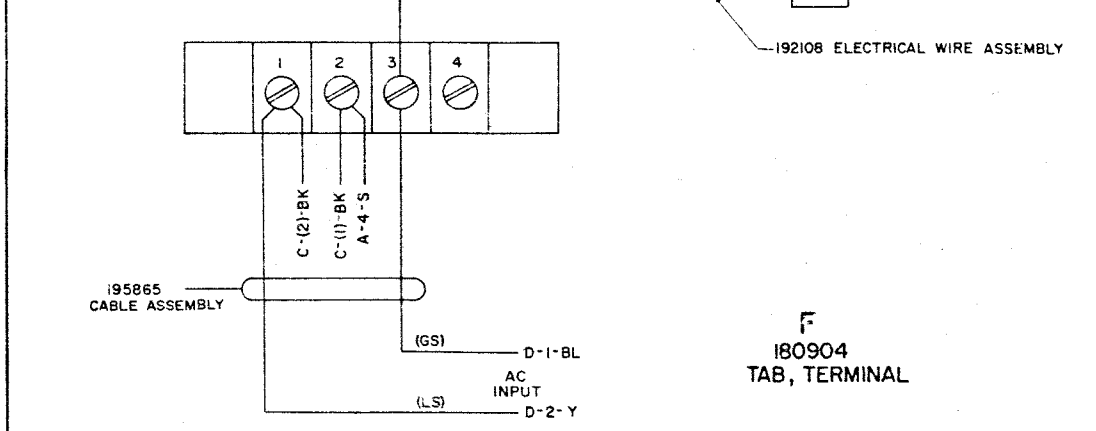 192108 ELECTRICAL WIRE ASSEMBLY
1 2 3 4
C-(2)-BK
C-(1)-BK
A-4-S
195865
CABLE ASSEMBLY
(GS)
D-1-BL
AC
INPUT
(LS)
D-2-Y
F
180904
TAB, TERMINAL